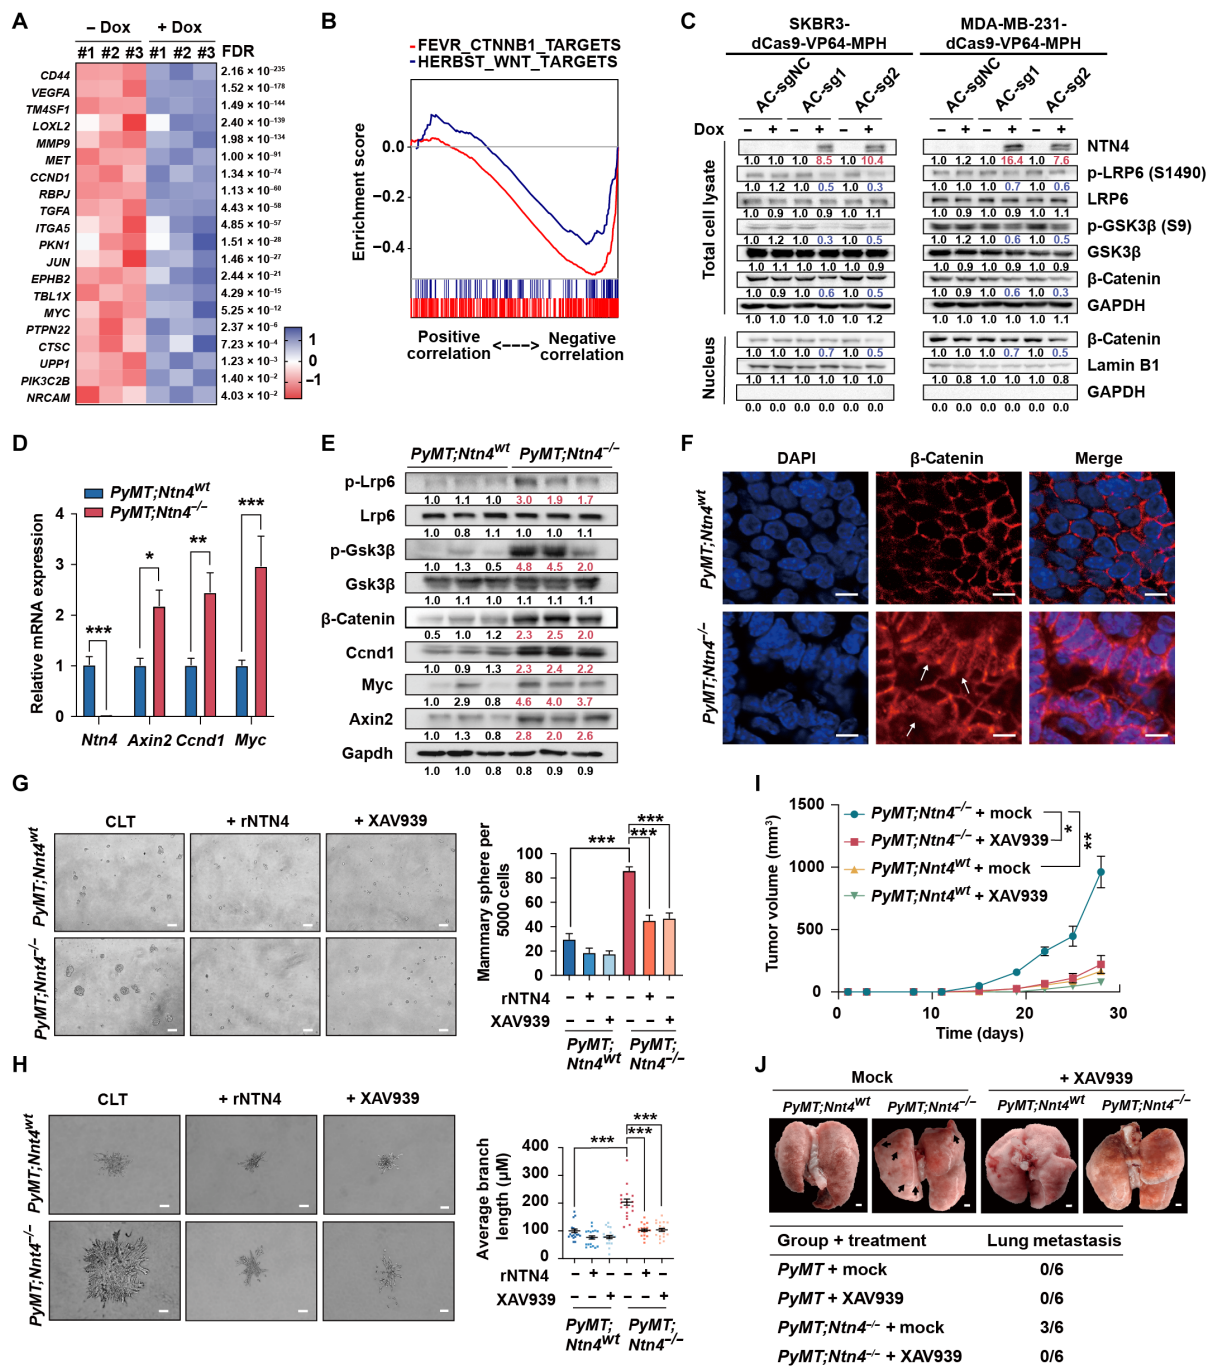 A
– Dox + Dox
#1 #2 #3 #1 #2 #3 FDR
CD44 2.16 × 10–235
VEGFA 1.52 × 10–178
TM4SF1 1.49 × 10–144
LOXL2 2.40 × 10–139
MMP9 1.98 × 10–134
MET 1.00 × 10–91
CCND1 1.34 × 10–74
RBPJ 1.13 × 10–60
TGFA 4.43 × 10–58
ITGA5 4.85 × 10–57
PKN1 1.51 × 10–28
JUN 1.46 × 10–27
EPHB2 2.44 × 10–21
TBL1X 4.29 × 10–15
MYC 5.25 × 10–12
PTPN22 2.37 × 10–6
CTSC 7.23 × 10–4
UPP1 1.23 × 10–3
PIK3C2B 1.40 × 10–2
NRCAM 4.03 × 10–2
1
0
–1
B
FEVR_CTNNB1_TARGETS
HERBST_WNT_TARGETS
Enrichment score
0.0
–0.2
–0.4
Positive correlation <----> Negative correlation
C
SKBR3-dCas9-VP64-MPH
MDA-MB-231-dCas9-VP64-MPH
AC-sgNC AC-sg1 AC-sg2 AC-sgNC AC-sg1 AC-sg2
Dox – + – + – + – + – + – +
Total cell lysate
NTN4
1.0 1.0 1.0 8.5 1.0 10.4 1.0 1.2 1.0 16.4 1.0 7.6
p-LRP6 (S1490)
1.0 1.2 1.0 0.5 1.0 0.3 1.0 1.0 1.0 0.7 1.0 0.6
LRP6
1.0 0.9 1.0 0.9 1.0 1.1 1.0 0.9 1.0 0.9 1.0 1.1
p-GSK3β (S9)
1.0 1.2 1.0 0.3 1.0 0.5 1.0 1.2 1.0 0.6 1.0 0.5
GSK3β
1.0 1.1 1.0 1.0 1.0 0.9 1.0 0.9 1.0 0.9 1.0 0.9
β-Catenin
1.0 0.9 1.0 0.6 1.0 0.5 1.0 0.9 1.0 0.6 1.0 0.3
GAPDH
1.0 1.0 1.0 1.0 1.0 1.2 1.0 1.0 1.0 1.0 1.0 1.1
Nucleus
β-Catenin
1.0 1.0 1.0 0.7 1.0 0.5 1.0 1.0 1.0 0.7 1.0 0.5
Lamin B1
1.0 1.1 1.0 1.0 1.0 1.0 1.0 0.8 1.0 1.0 1.0 0.8
GAPDH
0.0 0.0 0.0 0.0 0.0 0.0 0.0 0.0 0.0 0.0 0.0 0.0
D
PyMT;Ntn4wt
PyMT;Ntn4–/–
Relative mRNA expression
4
3
2
1
0
*** * ** ***
Ntn4 Axin2 Ccnd1 Myc
E
PyMT;Ntn4wt PyMT;Ntn4–/–
p-Lrp6
1.0 1.1 1.0 3.0 1.9 1.7
Lrp6
1.0 0.8 1.1 1.0 1.0 1.1
p-Gsk3β
1.0 1.3 0.5 4.8 4.5 2.0
Gsk3β
1.0 1.1 1.0 1.1 1.1 1.1
β-Catenin
0.5 1.0 1.2 2.3 2.5 2.0
Ccnd1
1.0 0.9 1.3 2.3 2.4 2.2
Myc
1.0 2.9 0.8 4.6 4.0 3.7
Axin2
1.0 1.3 0.8 2.8 2.0 2.6
Gapdh
1.0 1.0 0.8 0.8 0.9 0.9
F
DAPI β-Catenin Merge
PyMT;Ntn4wt
PyMT;Ntn4–/–
G
CLT + rNTN4 + XAV939
PyMT;Nnt4wt
PyMT;Nnt4–/–
Mammary sphere per 5000 cells
100
80
60
40
20
0
*** *** ***
rNTN4 – + – – + –
XAV939 – – + – – +
PyMT;Ntn4wt PyMT;Ntn4–/–
H
CLT + rNTN4 + XAV939
PyMT;Nnt4wt
PyMT;Nnt4–/–
Average branch length (µM)
400
300
200
100
0
*** *** ***
rNTN4 – + – – + –
XAV939 – – + – – +
PyMT;Ntn4wt PyMT;Ntn4–/–
I
Tumor volume (mm3)
1500
1000
500
0
PyMT;Ntn4–/– + mock
PyMT;Ntn4–/– + XAV939
PyMT;Nnt4wt + mock
PyMT;Nnt4wt + XAV939
* **
0 10 20 30
Time (days)
J
Mock + XAV939
PyMT;Nnt4wt PyMT;Nnt4–/– PyMT;Nnt4wt PyMT;Nnt4–/–
Group + treatment Lung metastasis
PyMT + mock 0/6
PyMT + XAV939 0/6
PyMT;Ntn4–/– + mock 3/6
PyMT;Ntn4–/– + XAV939 0/6